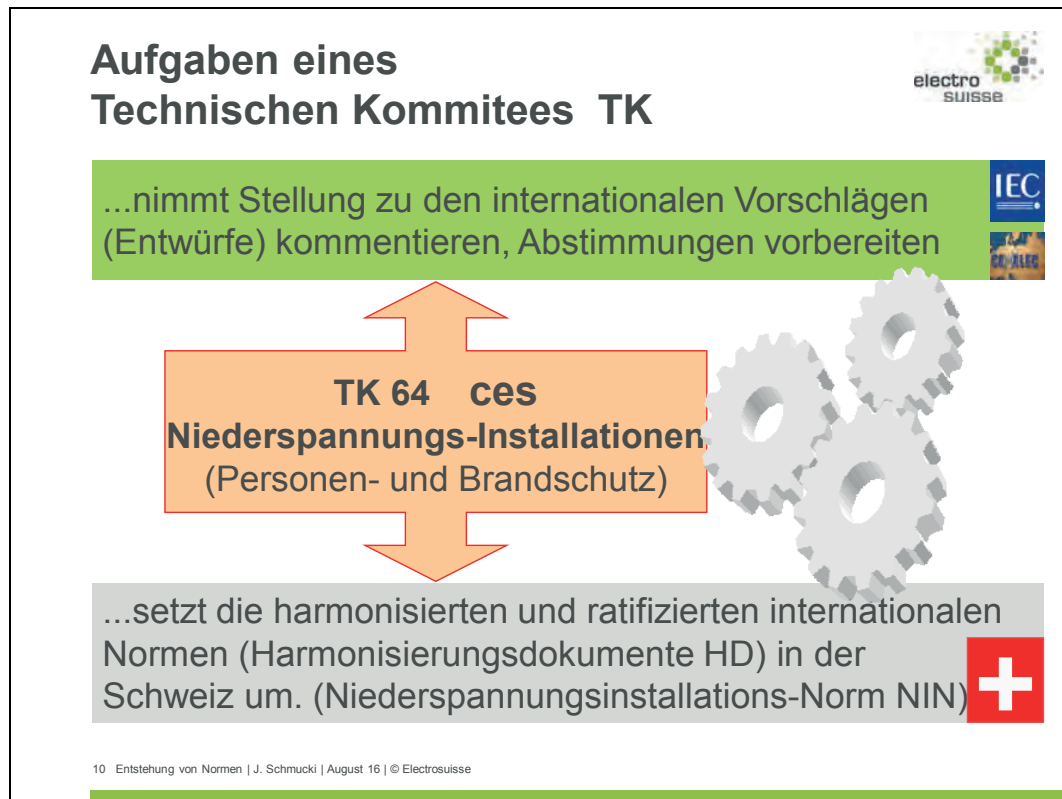 Aufgaben eines
Technischen Kommitees TK
electro
suisse
...nimmt Stellung zu den internationalen Vorschlägen
(Entwürfe) kommentieren, Abstimmungen vorbereiten
IEC
TK 64 ces
Niederspannungs-Installationen
(Personen- und Brandschutz)
...setzt die harmonisierten und ratifizierten internationalen
Normen (Harmonisierungsdokumente HD) in der
Schweiz um. (Niederspannungsinstallations-Norm NIN)
10 Entstehung von Normen | J. Schmucki | August 16 | © Electrosuisse